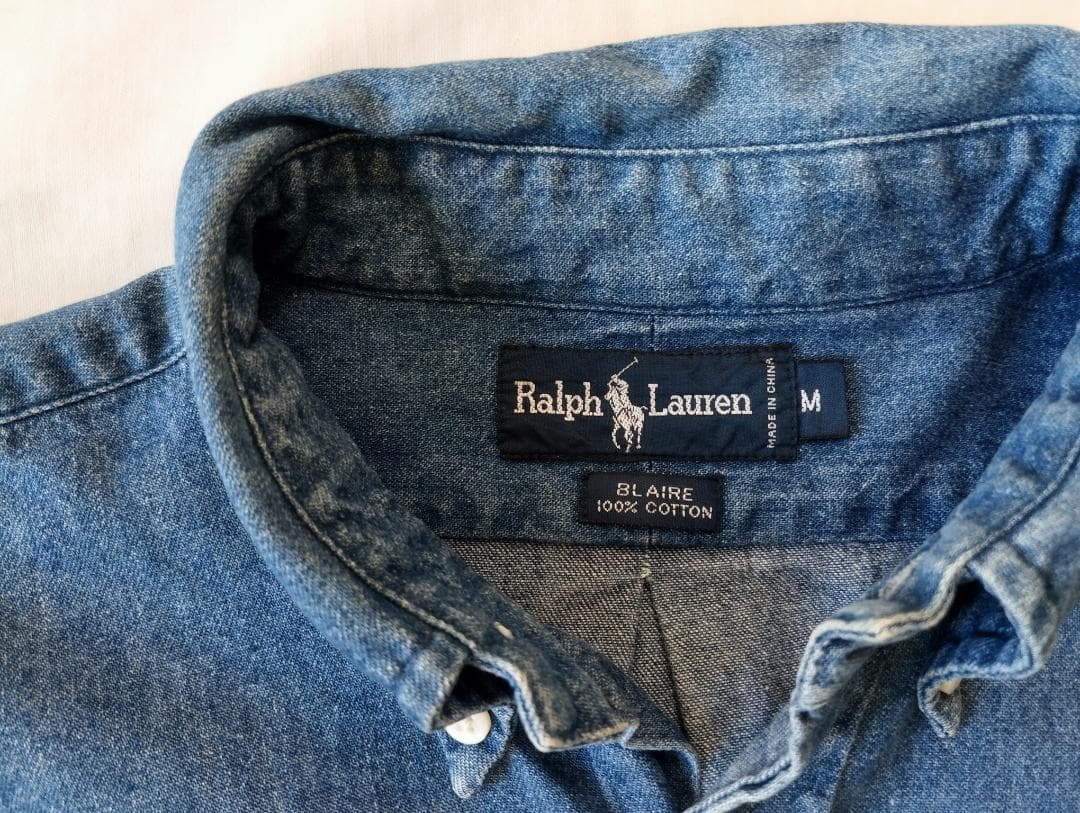 Ralph Lauren
MADE IN CHINA
M
BLAIRE
100% COTTON